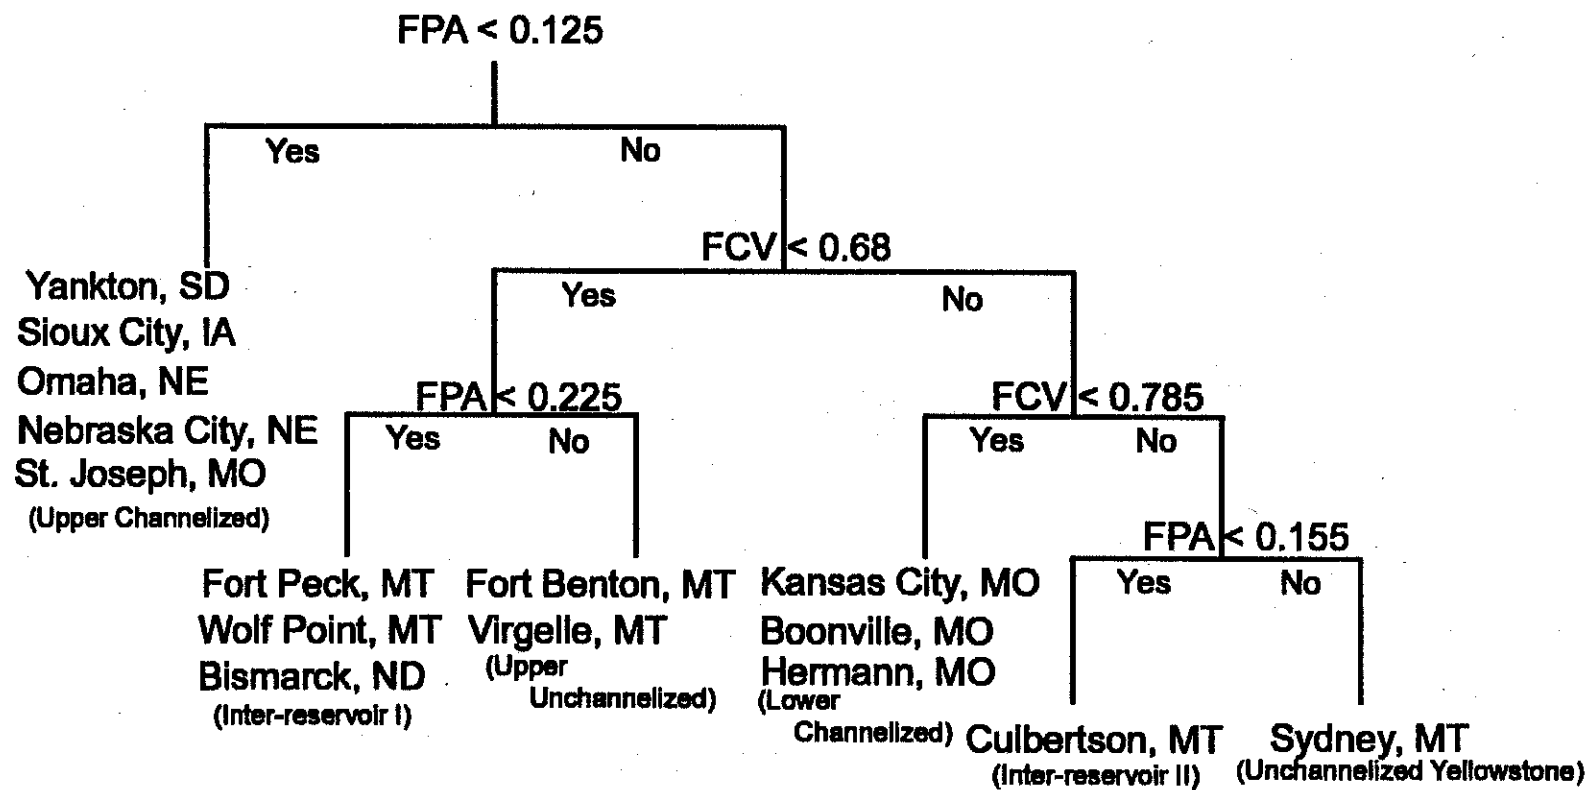 FPA < 0.125
Yes
No
FCV < 0.68
Yes
No
Yankton, SD
Sioux City, IA
Omaha, NE
Nebraska City, NE
St. Joseph, MO
(Upper Channelized)
FPA < 0.225
Yes
No
FCV < 0.785
Yes
No
FPA < 0.155
Yes
No
Fort Peck, MT
Wolf Point, MT
Bismarck, ND
(Inter-reservoir I)
Fort Benton, MT
Virgelle, MT
(Upper
Unchannelized)
Kansas City, MO
Boonville, MO
Hermann, MO
(Lower
Channelized)
Culbertson, MT
(Inter-reservoir II)
Sydney, MT
(Unchannelized Yellowstone)